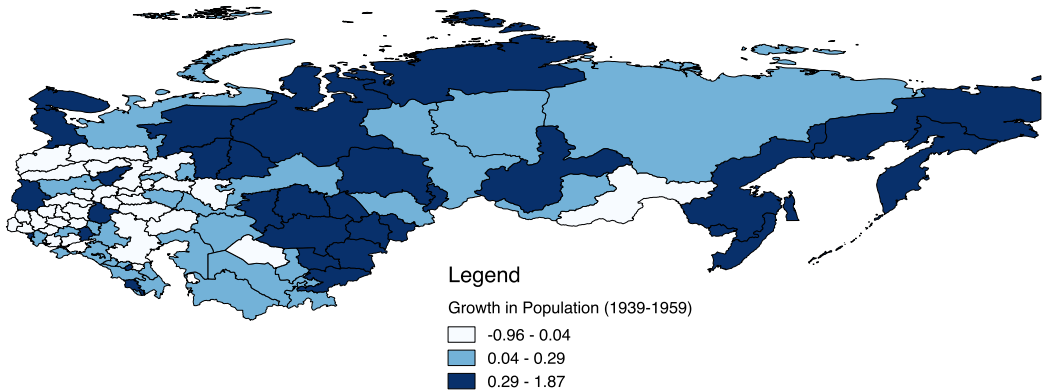 Legend
Growth in Population (1939-1959)
-0.96 - 0.04
0.04 - 0.29
0.29 - 1.87